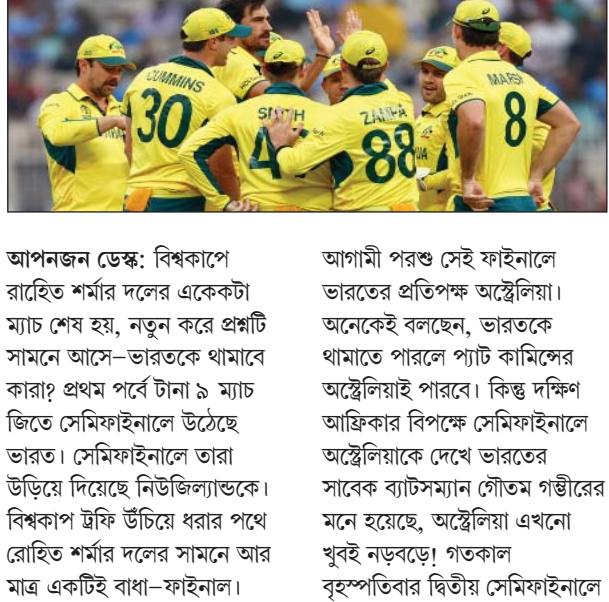 CUMMINS
30
SMITH
4
ZAMPA
88
MARSH
8
আপনজন ডেস্ক: বিশ্বকাপে
রাহিেত শর্মার দলের একেকটা
ম্যাচ শেষ হয়, নতুন করে প্রশ্নটি
সামনে আসে–ভারতকে থামাবে
কারা? প্রথম পর্বে টানা ৯ ম্যাচ
জিতে সেমিফাইনালে উঠেছে
ভারত। সেমিফাইনালে তারা
উড়িয়ে দিয়েছে নিউজিল্যান্ডকে।
বিশ্বকাপ ট্রফি উঁচিয়ে ধরার পথে
রোহিত শর্মার দলের সামনে আর
মাত্র একটিই বাধা–ফাইনাল।
আগামী পরশু সেই ফাইনালে
ভারতের প্রতিপক্ষ অস্ট্রেলিয়া।
অনেকেই বলছেন, ভারতকে
থামাতে পারলে প্যাট কামিন্সের
অস্ট্রেলিয়াই পারবে। কিন্তু দক্ষিণ
আফ্রিকার বিপক্ষে সেমিফাইনালে
অস্ট্রেলিয়াকে দেখে ভারতের
সাবেক ব্যাটসম্যান গৌতম গম্ভীরের
মনে হয়েছে, অস্ট্রেলিয়া এখনো
খুবই নড়বড়ে! গতকাল
বৃহস্পতিবার দ্বিতীয় সেমিফাইনালে